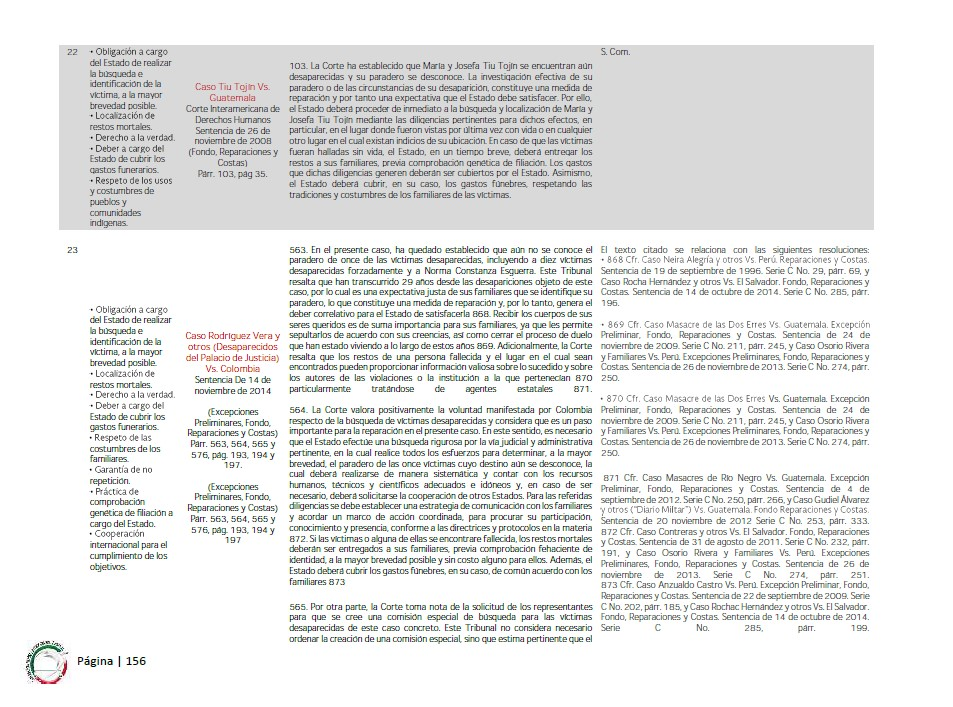 22
• Obligación a cargo
del Estado de realizar
la búsqueda e
identificación de la
víctima, a la mayor
brevedad posible.
• Localización de
restos mortales.
• Derecho a la verdad.
• Deber a cargo del
Estado de cubrir los
gastos funerarios.
• Respeto de los usos
y costumbres de
pueblos y
comunidades
indígenas.
Caso Tiu Tojín Vs.
Guatemala
Corte Interamericana de
Derechos Humanos
Sentencia de 26 de
noviembre de 2008
(Fondo, Reparaciones y
Costas)
Párr. 103, pág 35.
103. La Corte ha establecido que María y Josefa Tiu Tojín se encuentran aún
desaparecidas y su paradero se desconoce. La investigación efectiva de su
paradero o de las circunstancias de su desaparición, constituye una medida de
reparación y por tanto una expectativa que el Estado debe satisfacer. Por ello,
el Estado deberá proceder de inmediato a la búsqueda y localización de María y
Josefa Tiu Tojín mediante las diligencias pertinentes para dichos efectos, en
particular, en el lugar donde fueron vistas por última vez con vida o en cualquier
otro lugar en el cual existan indicios de su ubicación. En caso de que las víctimas
fueran halladas sin vida, el Estado, en un tiempo breve, deberá entregar los
restos a sus familiares, previa comprobación genética de filiación. Los gastos
que dichas diligencias generen deberán ser cubiertos por el Estado. Asimismo,
el Estado deberá cubrir, en su caso, los gastos fúnebres, respetando las
tradiciones y costumbres de los familiares de las víctimas.
S. Com.
23
• Obligación a cargo
del Estado de realizar
la búsqueda e
identificación de la
víctima, a la mayor
brevedad posible.
• Localización de
restos mortales.
• Derecho a la verdad.
• Deber a cargo del
Estado de cubrir los
gastos funerarios.
• Respeto de las
costumbres de los
familiares.
• Garantía de no
repetición.
• Práctica de
comprobación
genética de filiación a
cargo del Estado.
• Cooperación
internacional para el
cumplimiento de los
objetivos.
Caso Rodríguez Vera y
otros (Desaparecidos
del Palacio de Justicia)
Vs. Colombia
Sentencia De 14 de
noviembre de 2014
(Excepciones
Preliminares, Fondo,
Reparaciones y Costas)
Párr. 563, 564, 565 y
576, pág. 193, 194 y
197.
(Excepciones
Preliminares, Fondo,
Reparaciones y Costas)
Párr. 563, 564, 565 y
576, pág. 193, 194 y
197
563. En el presente caso, ha quedado establecido que aún no se conoce el
paradero de once de las víctimas desaparecidas, incluyendo a diez víctimas
desaparecidas forzadamente y a Norma Constanza Esguerra. Este Tribunal
resalta que han transcurrido 29 años desde las desapariciones objeto de este
caso, por lo cual es una expectativa justa de sus familiares que se identifique su
paradero, lo que constituye una medida de reparación y, por lo tanto, genera el
deber correlativo para el Estado de satisfacerla 868. Recibir los cuerpos de sus
seres queridos es de suma importancia para sus familiares, ya que les permite
sepultarlos de acuerdo con sus creencias, así como cerrar el proceso de duelo
que han estado viviendo a lo largo de estos años 869. Adicionalmente, la Corte
resalta que los restos de una persona fallecida y el lugar en el cual sean
encontrados pueden proporcionar información valiosa sobre lo sucedido y sobre
los autores de las violaciones o la institución a la que pertenecían 870
particularmente tratándose de agentes estatales 871.
564. La Corte valora positivamente la voluntad manifestada por Colombia
respecto de la búsqueda de víctimas desaparecidas y considera que es un paso
importante para la reparación en el presente caso. En este sentido, es necesario
que el Estado efectúe una búsqueda rigurosa por la vía judicial y administrativa
pertinente, en la cual realice todos los esfuerzos para determinar, a la mayor
brevedad, el paradero de las once víctimas cuyo destino aún se desconoce, la
cual deberá realizarse de manera sistemática y contar con los recursos
humanos, técnicos y científicos adecuados e idóneos y, en caso de ser
necesario, deberá solicitarse la cooperación de otros Estados. Para las referidas
diligencias se debe establecer una estrategia de comunicación con los familiares
y acordar un marco de acción coordinada, para procurar su participación,
conocimiento y presencia, conforme a las directrices y protocolos en la materia
872. Si las víctimas o alguna de ellas se encontrare fallecida, los restos mortales
deberán ser entregados a sus familiares, previa comprobación fehaciente de
identidad, a la mayor brevedad posible y sin costo alguno para ellos. Además, el
Estado deberá cubrir los gastos fúnebres, en su caso, de común acuerdo con los
familiares 873
565. Por otra parte, la Corte toma nota de la solicitud de los representantes
para que se cree una comisión especial de búsqueda para las víctimas
desaparecidas de este caso concreto. Este Tribunal no considera necesario
ordenar la creación de una comisión especial, sino que estima pertinente que el
El texto citado se relaciona con las siguientes resoluciones:
• 868 Cfr. Caso Neira Alegría y otros Vs. Perú. Reparaciones y Costas.
Sentencia de 19 de septiembre de 1996. Serie C No. 29, párr. 69, y
Caso Rocha Hernández y otros Vs. El Salvador. Fondo, Reparaciones y
Costas. Sentencia de 14 de octubre de 2014. Serie C No. 285, párr.
196.
• 869 Cfr. Caso Masacre de las Dos Erres Vs. Guatemala. Excepción
Preliminar, Fondo, Reparaciones y Costas. Sentencia de 24 de
noviembre de 2009. Serie C No. 211, párr. 245, y Caso Osorio Rivera
y Familiares Vs. Perú. Excepciones Preliminares, Fondo, Reparaciones y
Costas. Sentencia de 26 de noviembre de 2013. Serie C No. 274, párr.
250.
• 870 Cfr. Caso Masacre de las Dos Erres Vs. Guatemala. Excepción
Preliminar, Fondo, Reparaciones y Costas. Sentencia de 24 de
noviembre de 2009. Serie C No. 211, párr. 245, y Caso Osorio Rivera
y Familiares Vs. Perú. Excepciones Preliminares, Fondo, Reparaciones y
Costas. Sentencia de 26 de noviembre de 2013. Serie C No. 274, párr.
250.
871 Cfr. Caso Masacres de Río Negro Vs. Guatemala. Excepción
Preliminar, Fondo, Reparaciones y Costas. Sentencia de 4 de
septiembre de 2012. Serie C No. 250, párr. 266, y Caso Gudiel Álvarez
y otros ("Diario Militar") Vs. Guatemala. Fondo Reparaciones y Costas.
Sentencia de 20 noviembre de 2012 Serie C No. 253, párr. 333.
872 Cfr. Caso Contreras y otros Vs. El Salvador. Fondo, Reparaciones
y Costas. Sentencia de 31 de agosto de 2011. Serie C No. 232, párr.
191, y Caso Osorio Rivera y Familiares Vs. Perú. Excepciones
Preliminares, Fondo, Reparaciones y Costas. Sentencia de 26 de
noviembre de 2013. Serie C No. 274, párr. 251.
873 Cfr. Caso Anzualdo Castro Vs. Perú. Excepción Preliminar, Fondo,
Reparaciones y Costas. Sentencia de 22 de septiembre de 2009. Serie
C No. 202, párr. 185, y Caso Rochac Hernández y otros Vs. El Salvador.
Fondo, Reparaciones y Costas. Sentencia de 14 de octubre de 2014.
Serie C No. 285, párr. 199.
Página | 156